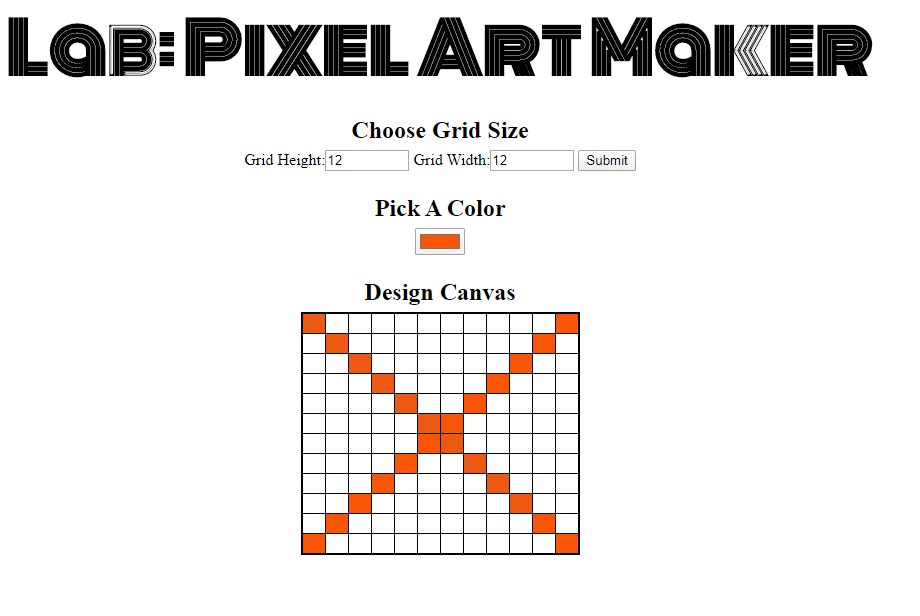 Lab: Pixel Art Maker
Choose Grid Size
Grid Height:12 Grid Width:12 Submit
Pick A Color
Design Canvas